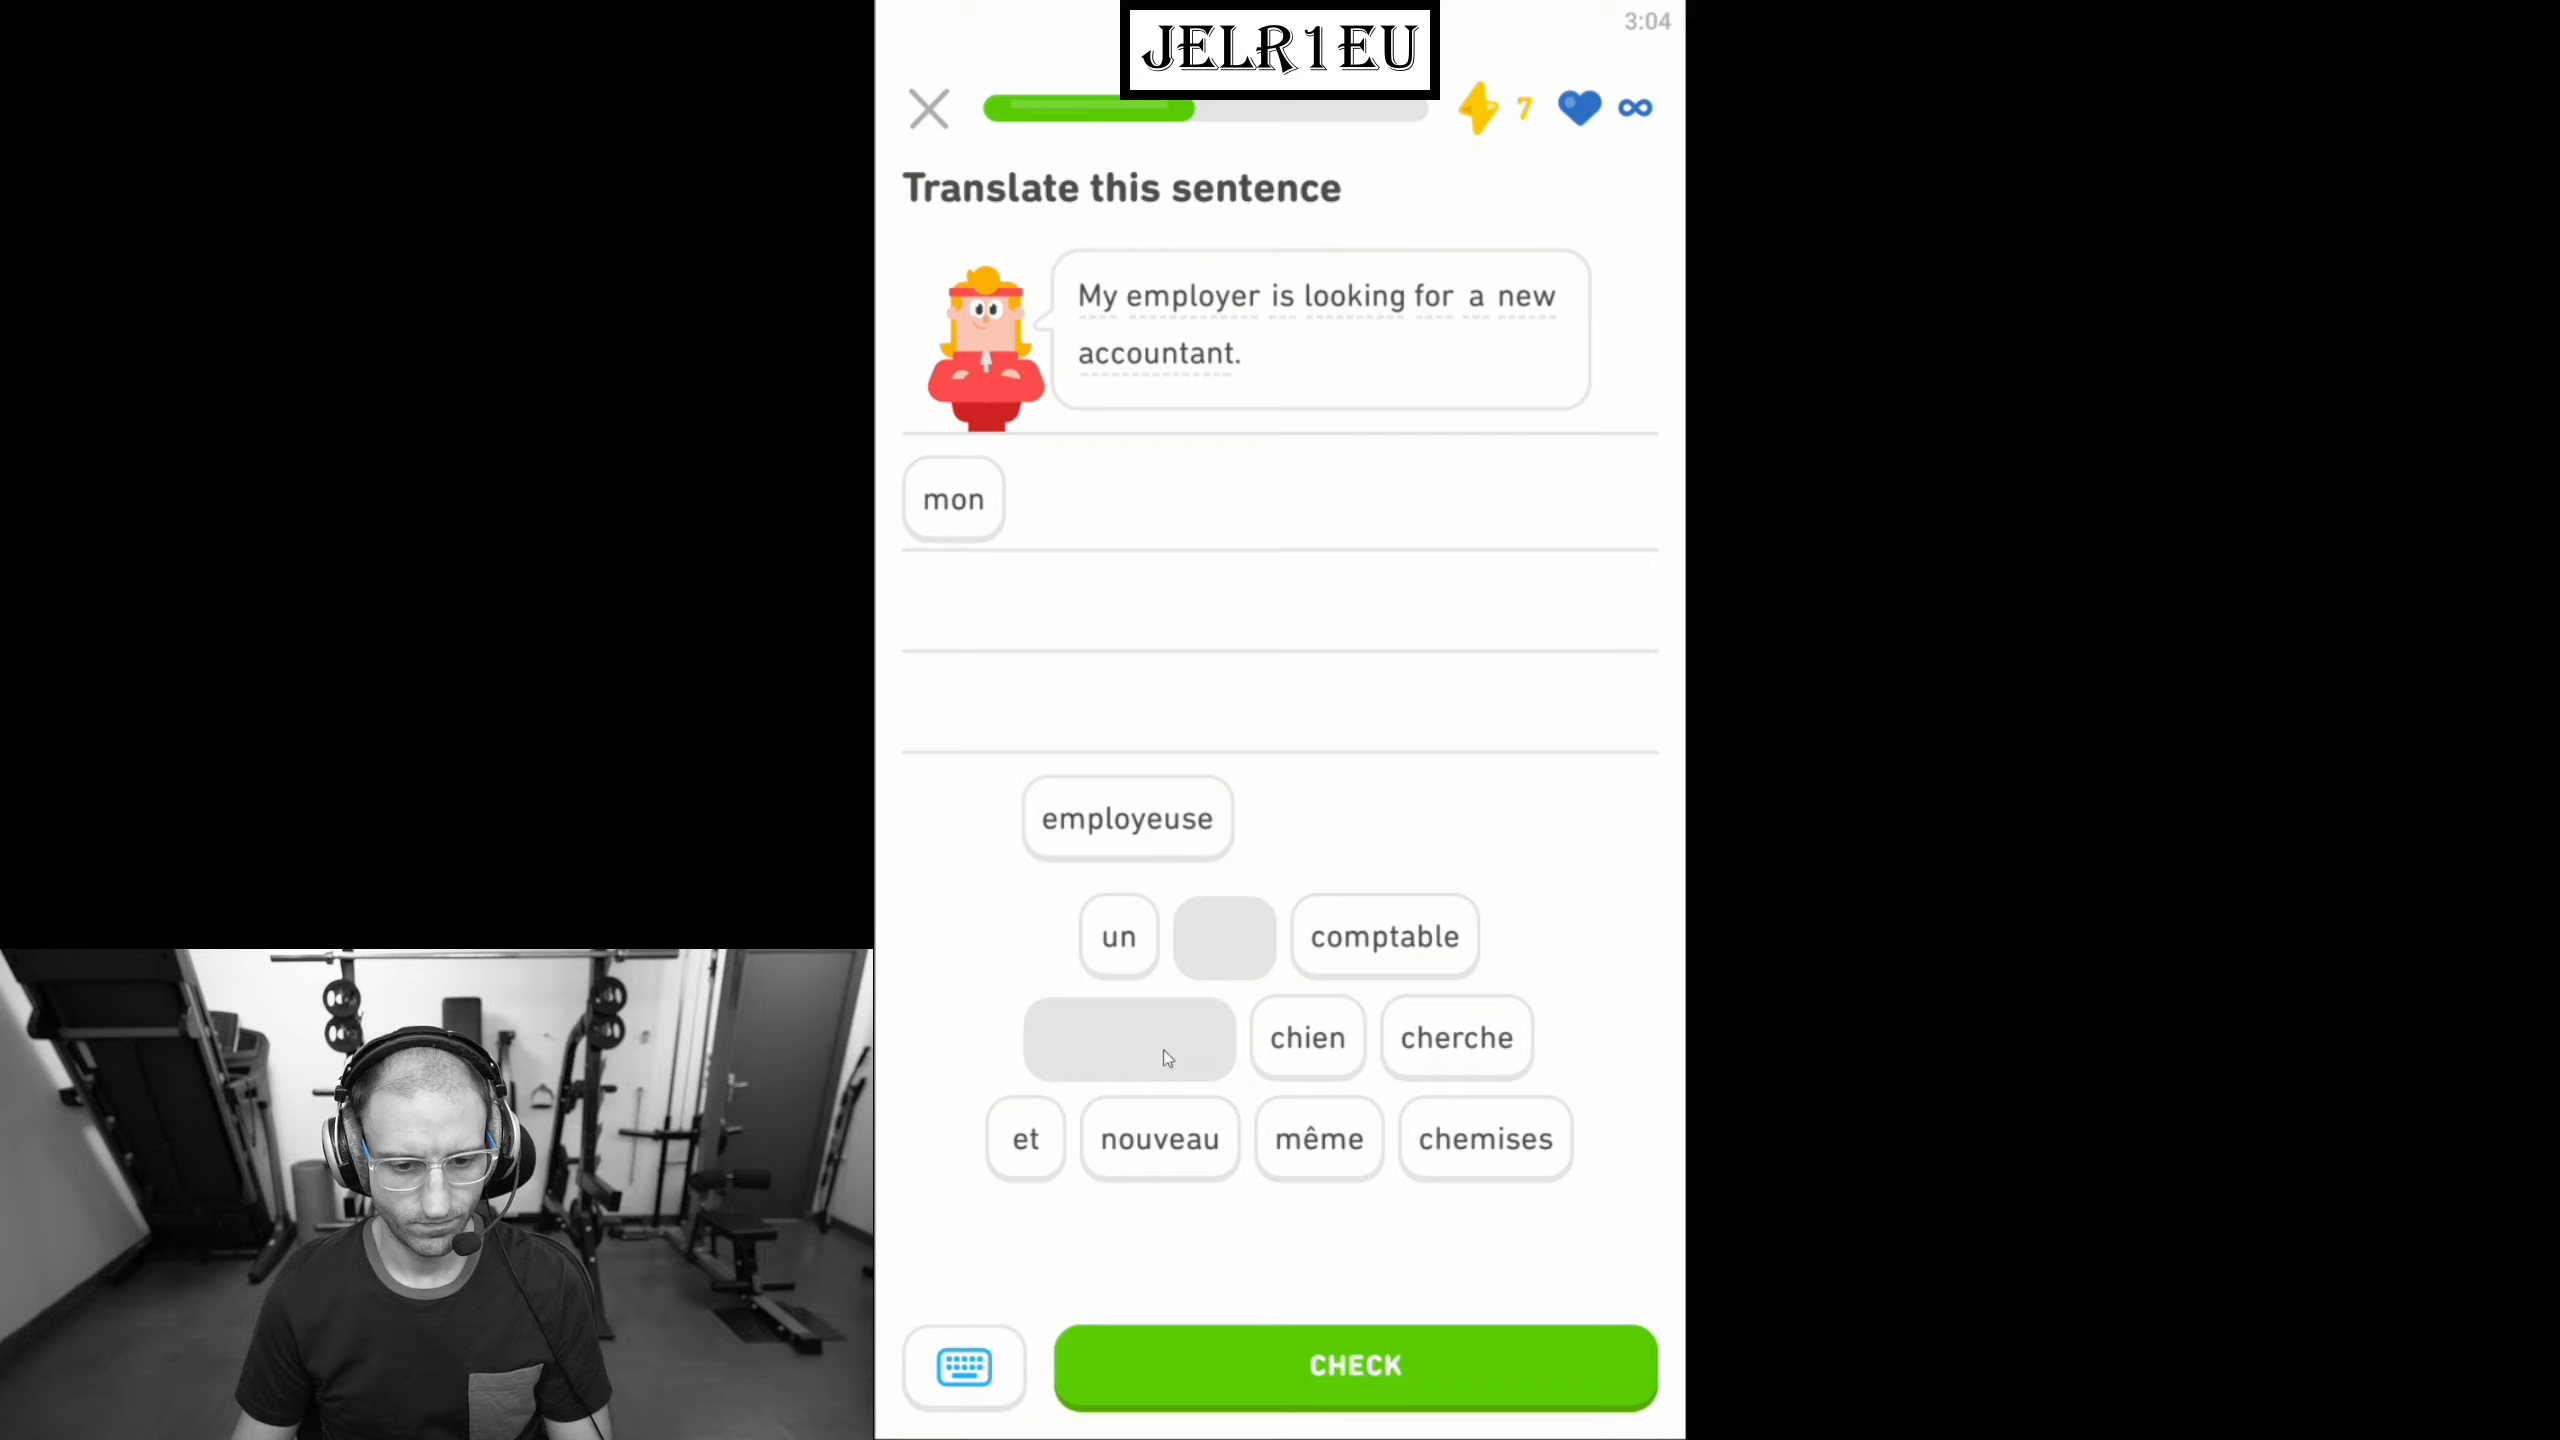 JELR1EU
3:04
7 ∞
Translate this sentence
My employer is looking for a new
accountant.
mon
employeuse
un comptable
chien cherche
et nouveau même chemises
CHECK